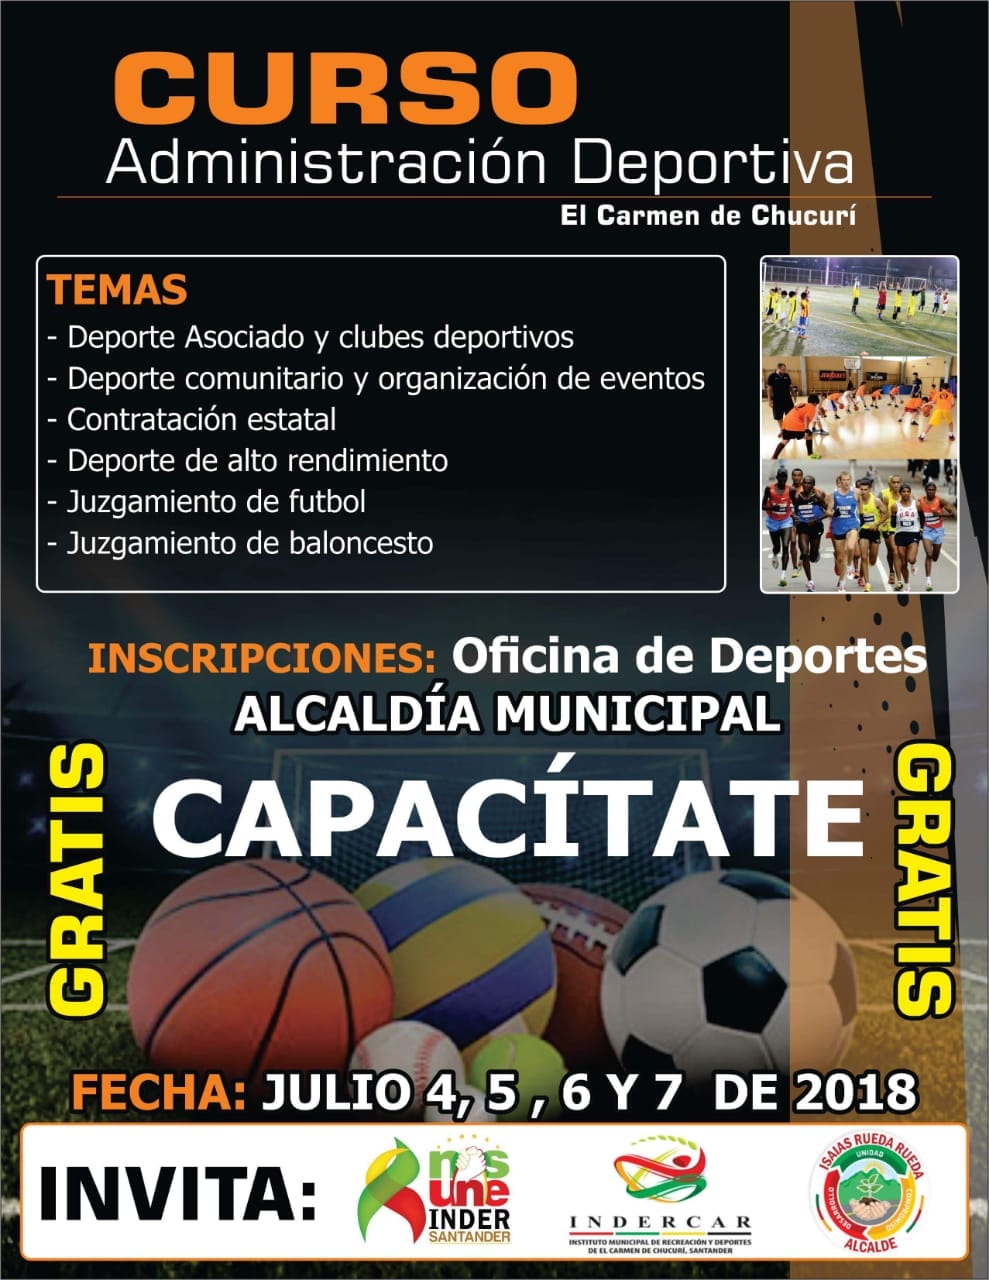 CURSO
Administración Deportiva
El Carmen de Chucurí
TEMAS
- Deporte Asociado y clubes deportivos
- Deporte comunitario y organización de eventos
- Contratación estatal
- Deporte de alto rendimiento
- Juzgamiento de futbol
- Juzgamiento de baloncesto
INSCRIPCIONES: Oficina de Deportes
ALCALDÍA MUNICIPAL
GRATIS
CAPACÍTATE
GRATIS
FECHA: JULIO 4, 5 , 6 Y 7 DE 2018
INVITA:
nos
une
INDER
SANTANDER
INDERCAR
INSTITUTO MUNICIPAL DE RECREACIÓN Y DEPORTES
DE EL CARMEN DE CHUCURÍ, SANTANDER
ISAIAS RUEDA RUEDA
UNIDAD
DESARROLLO
COMPROMISO
ALCALDE